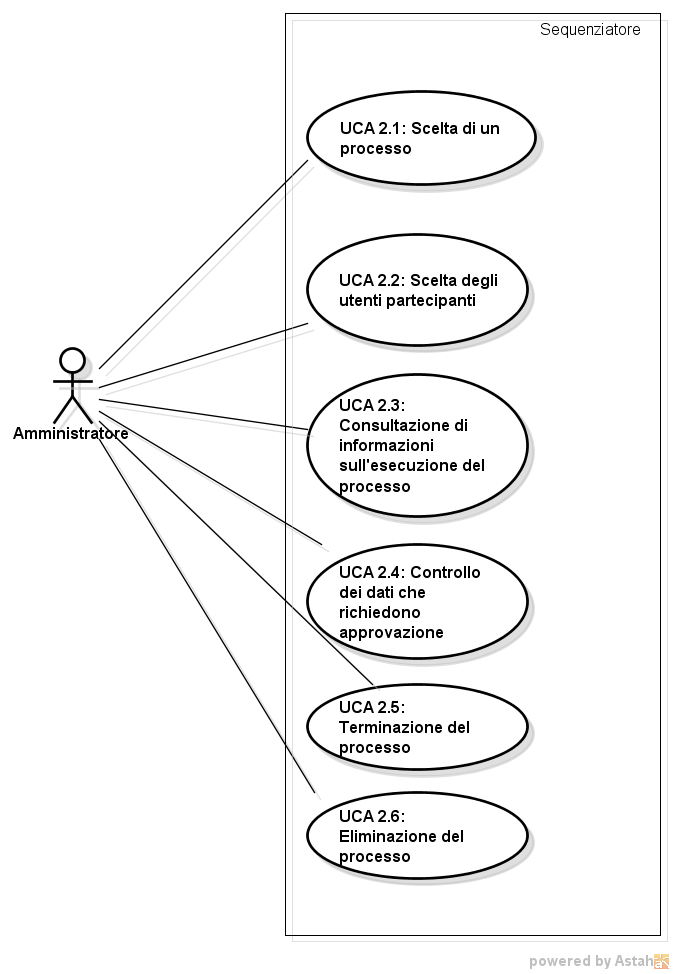 Sequenziatore
UCA 2.1: Scelta di un
processo
UCA 2.2: Scelta degli
utenti partecipanti
UCA 2.3:
Consultazione di
informazioni
sull'esecuzione del
processo
Amministratore
UCA 2.4: Controllo
dei dati che
richiedono
approvazione
UCA 2.5:
Terminazione del
processo
UCA 2.6:
Eliminazione del
processo
powered by Astah